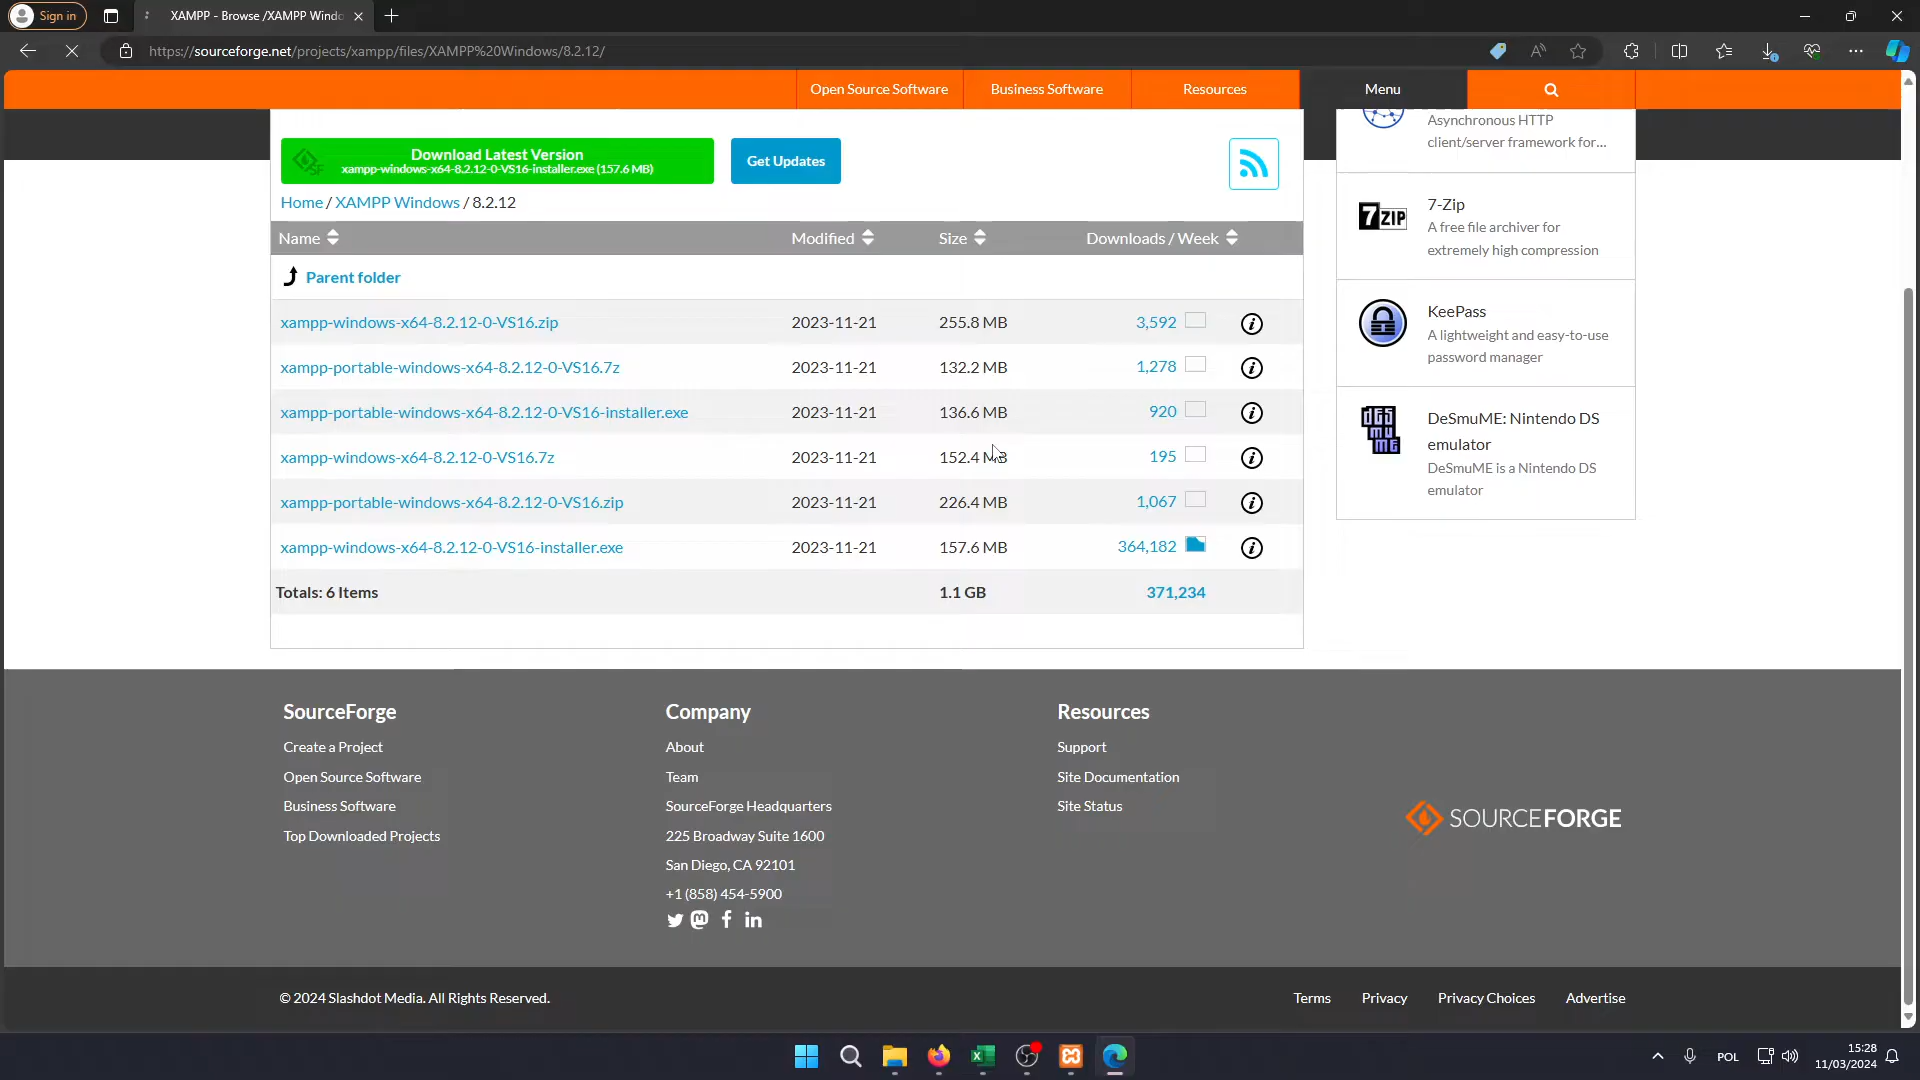 Sign in
XAMPP - Browse /XAMPP Windo
https://sourceforge.net/projects/xampp/files/XAMPP%20Windows/8.2.12/
Open Source Software
Business Software
Resources
Menu
Download Latest Version
xampp-windows-x64-8.2.12-0-VS16-installer.exe (157.6 MB)
Get Updates
Home / XAMPP Windows / 8.2.12
Name Modified Size Downloads / Week
Parent folder
xampp-windows-x64-8.2.12-0-VS16.zip 2023-11-21 255.8 MB 3,592
xampp-portable-windows-x64-8.2.12-0-VS16.7z 2023-11-21 132.2 MB 1,278
xampp-portable-windows-x64-8.2.12-0-VS16-installer.exe 2023-11-21 136.6 MB 920
xampp-windows-x64-8.2.12-0-VS16.7z 2023-11-21 152.4 MB 195
xampp-portable-windows-x64-8.2.12-0-VS16.zip 2023-11-21 226.4 MB 1,067
xampp-windows-x64-8.2.12-0-VS16-installer.exe 2023-11-21 157.6 MB 364,182
Totals: 6 Items 1.1 GB 371,234
Asynchronous HTTP
client/server framework for...
7ZIP
7-Zip
A free file archiver for
extremely high compression
KeePass
A lightweight and easy-to-use
password manager
DeSmuME: Nintendo DS
emulator
DeSmuME is a Nintendo DS
emulator
SourceForge
Create a Project
Open Source Software
Business Software
Top Downloaded Projects
Company
About
Team
SourceForge Headquarters
225 Broadway Suite 1600
San Diego, CA 92101
+1 (858) 454-5900
Resources
Support
Site Documentation
Site Status
SOURCEFORGE
© 2024 Slashdot Media. All Rights Reserved.
Terms
Privacy
Privacy Choices
Advertise
POL
15:28
11/03/2024